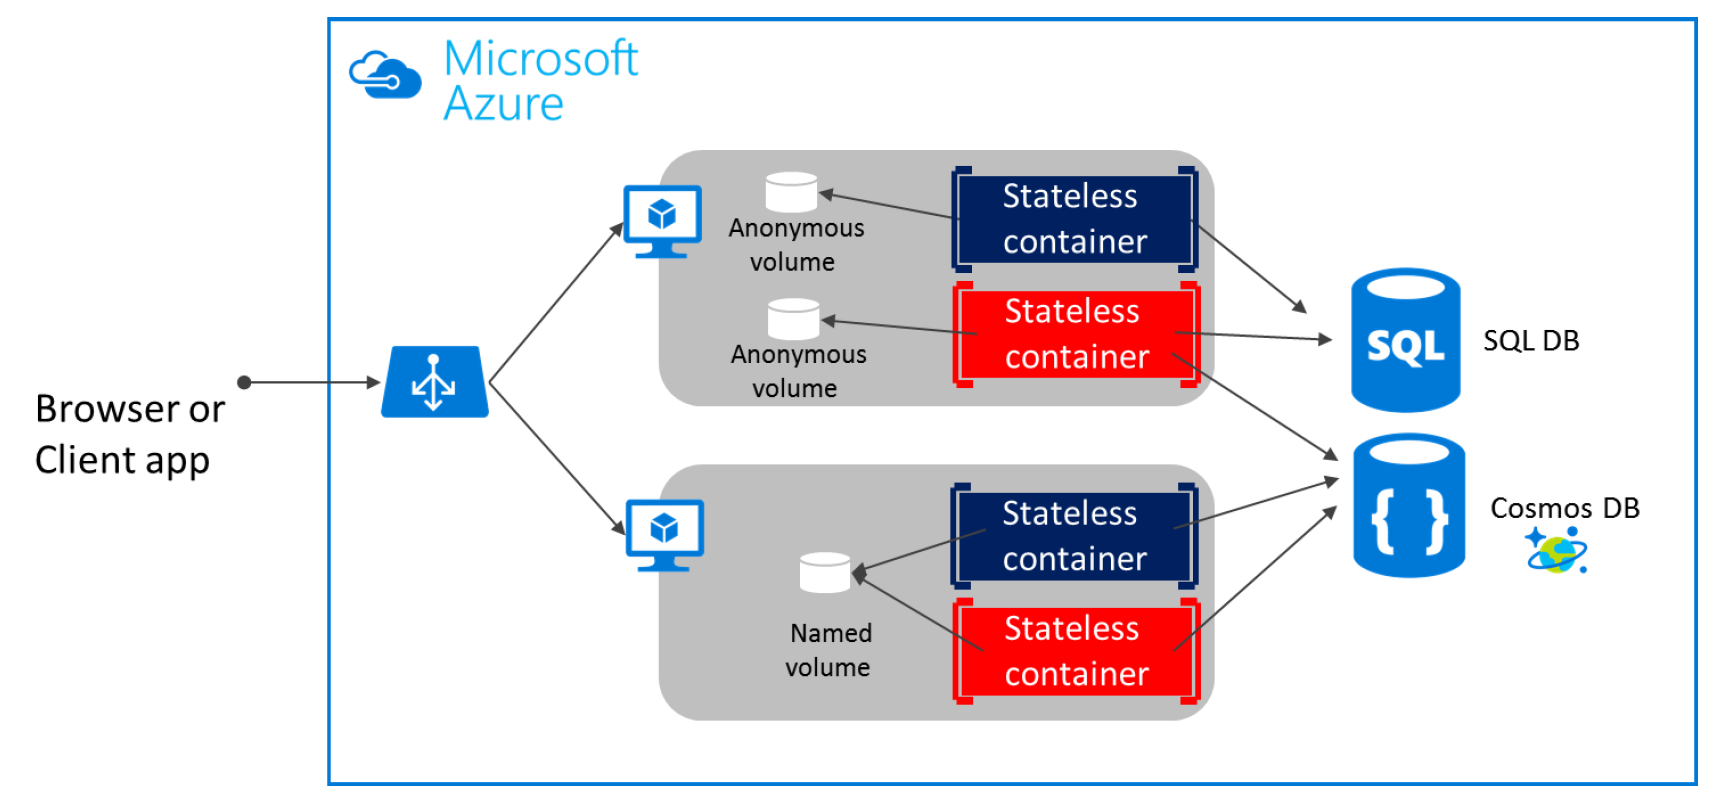 Microsoft
Azure
Anonymous
volume
Stateless
container
Anonymous
volume
Stateless
container
SQL
SQL DB
Browser or
Client app
Named
volume
Stateless
container
Stateless
container
{ }
Cosmos DB